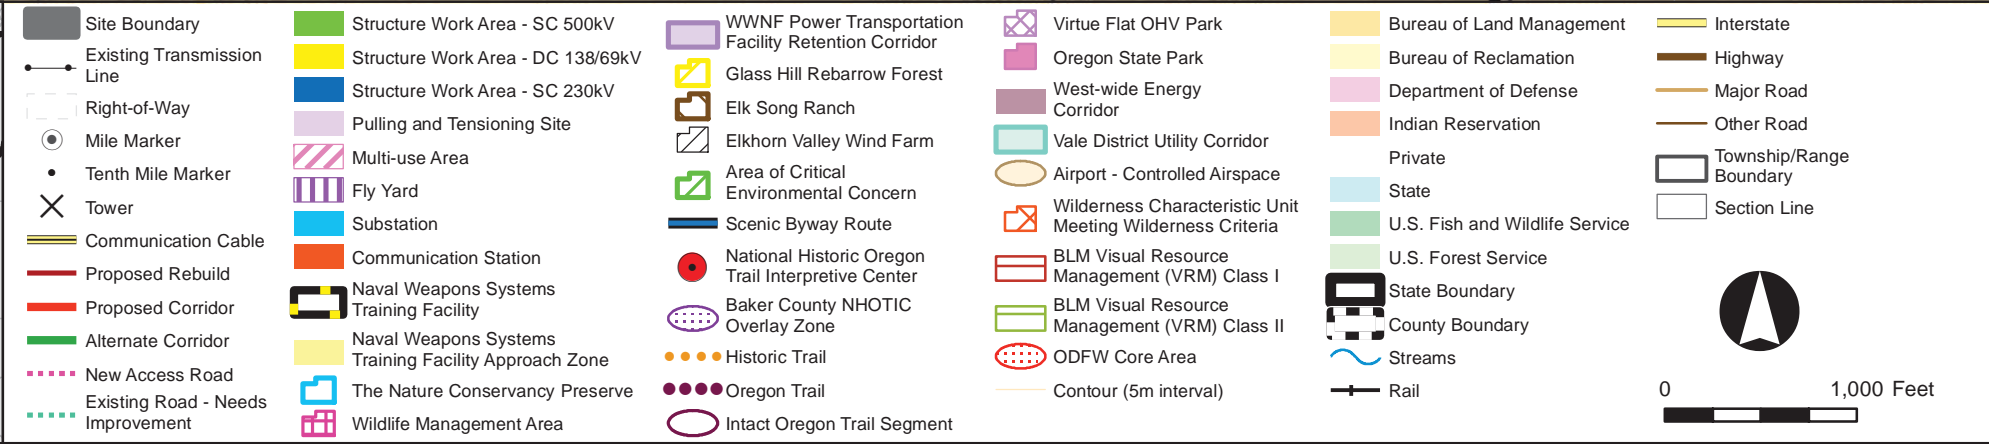 Site Boundary
Existing Transmission
Line
Right-of-Way
Mile Marker
Tenth Mile Marker
Tower
Communication Cable
Proposed Rebuild
Proposed Corridor
Alternate Corridor
New Access Road
Existing Road - Needs
Improvement
Structure Work Area - SC 500kV
Structure Work Area - DC 138/69kV
Structure Work Area - SC 230kV
Pulling and Tensioning Site
Multi-use Area
Fly Yard
Substation
Communication Station
Naval Weapons Systems
Training Facility
Naval Weapons Systems
Training Facility Approach Zone
The Nature Conservancy Preserve
Wildlife Management Area
WWNF Power Transportation
Facility Retention Corridor
Glass Hill Rebarrow Forest
Elk Song Ranch
Elkhorn Valley Wind Farm
Area of Critical
Environmental Concern
Scenic Byway Route
National Historic Oregon
Trail Interpretive Center
Baker County NHOTIC
Overlay Zone
Historic Trail
Oregon Trail
Intact Oregon Trail Segment
Virtue Flat OHV Park
Oregon State Park
West-wide Energy
Corridor
Vale District Utility Corridor
Airport - Controlled Airspace
Wilderness Characteristic Unit
Meeting Wilderness Criteria
BLM Visual Resource
Management (VRM) Class I
BLM Visual Resource
Management (VRM) Class II
ODFW Core Area
Contour (5m interval)
Bureau of Land Management
Bureau of Reclamation
Department of Defense
Indian Reservation
Private
State
U.S. Fish and Wildlife Service
U.S. Forest Service
State Boundary
County Boundary
Streams
Rail
Interstate
Highway
Major Road
Other Road
Township/Range
Boundary
Section Line
0 1,000 Feet